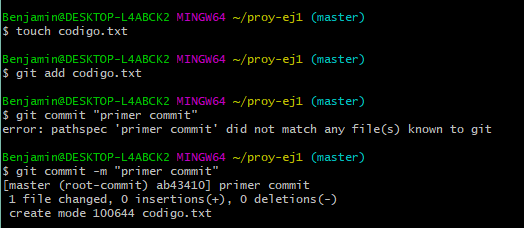 Benjamin@DESKTOP-L4ABCK2 MINGW64 ~/proy-ej1 (master)
$ touch codigo.txt
Benjamin@DESKTOP-L4ABCK2 MINGW64 ~/proy-ej1 (master)
$ git add codigo.txt
Benjamin@DESKTOP-L4ABCK2 MINGW64 ~/proy-ej1 (master)
$ git commit "primer commit"
error: pathspec 'primer commit' did not match any file(s) known to git
Benjamin@DESKTOP-L4ABCK2 MINGW64 ~/proy-ej1 (master)
$ git commit -m "primer commit"
[master (root-commit) ab43410] primer commit
 1 file changed, 0 insertions(+), 0 deletions(-)
 create mode 100644 codigo.txt